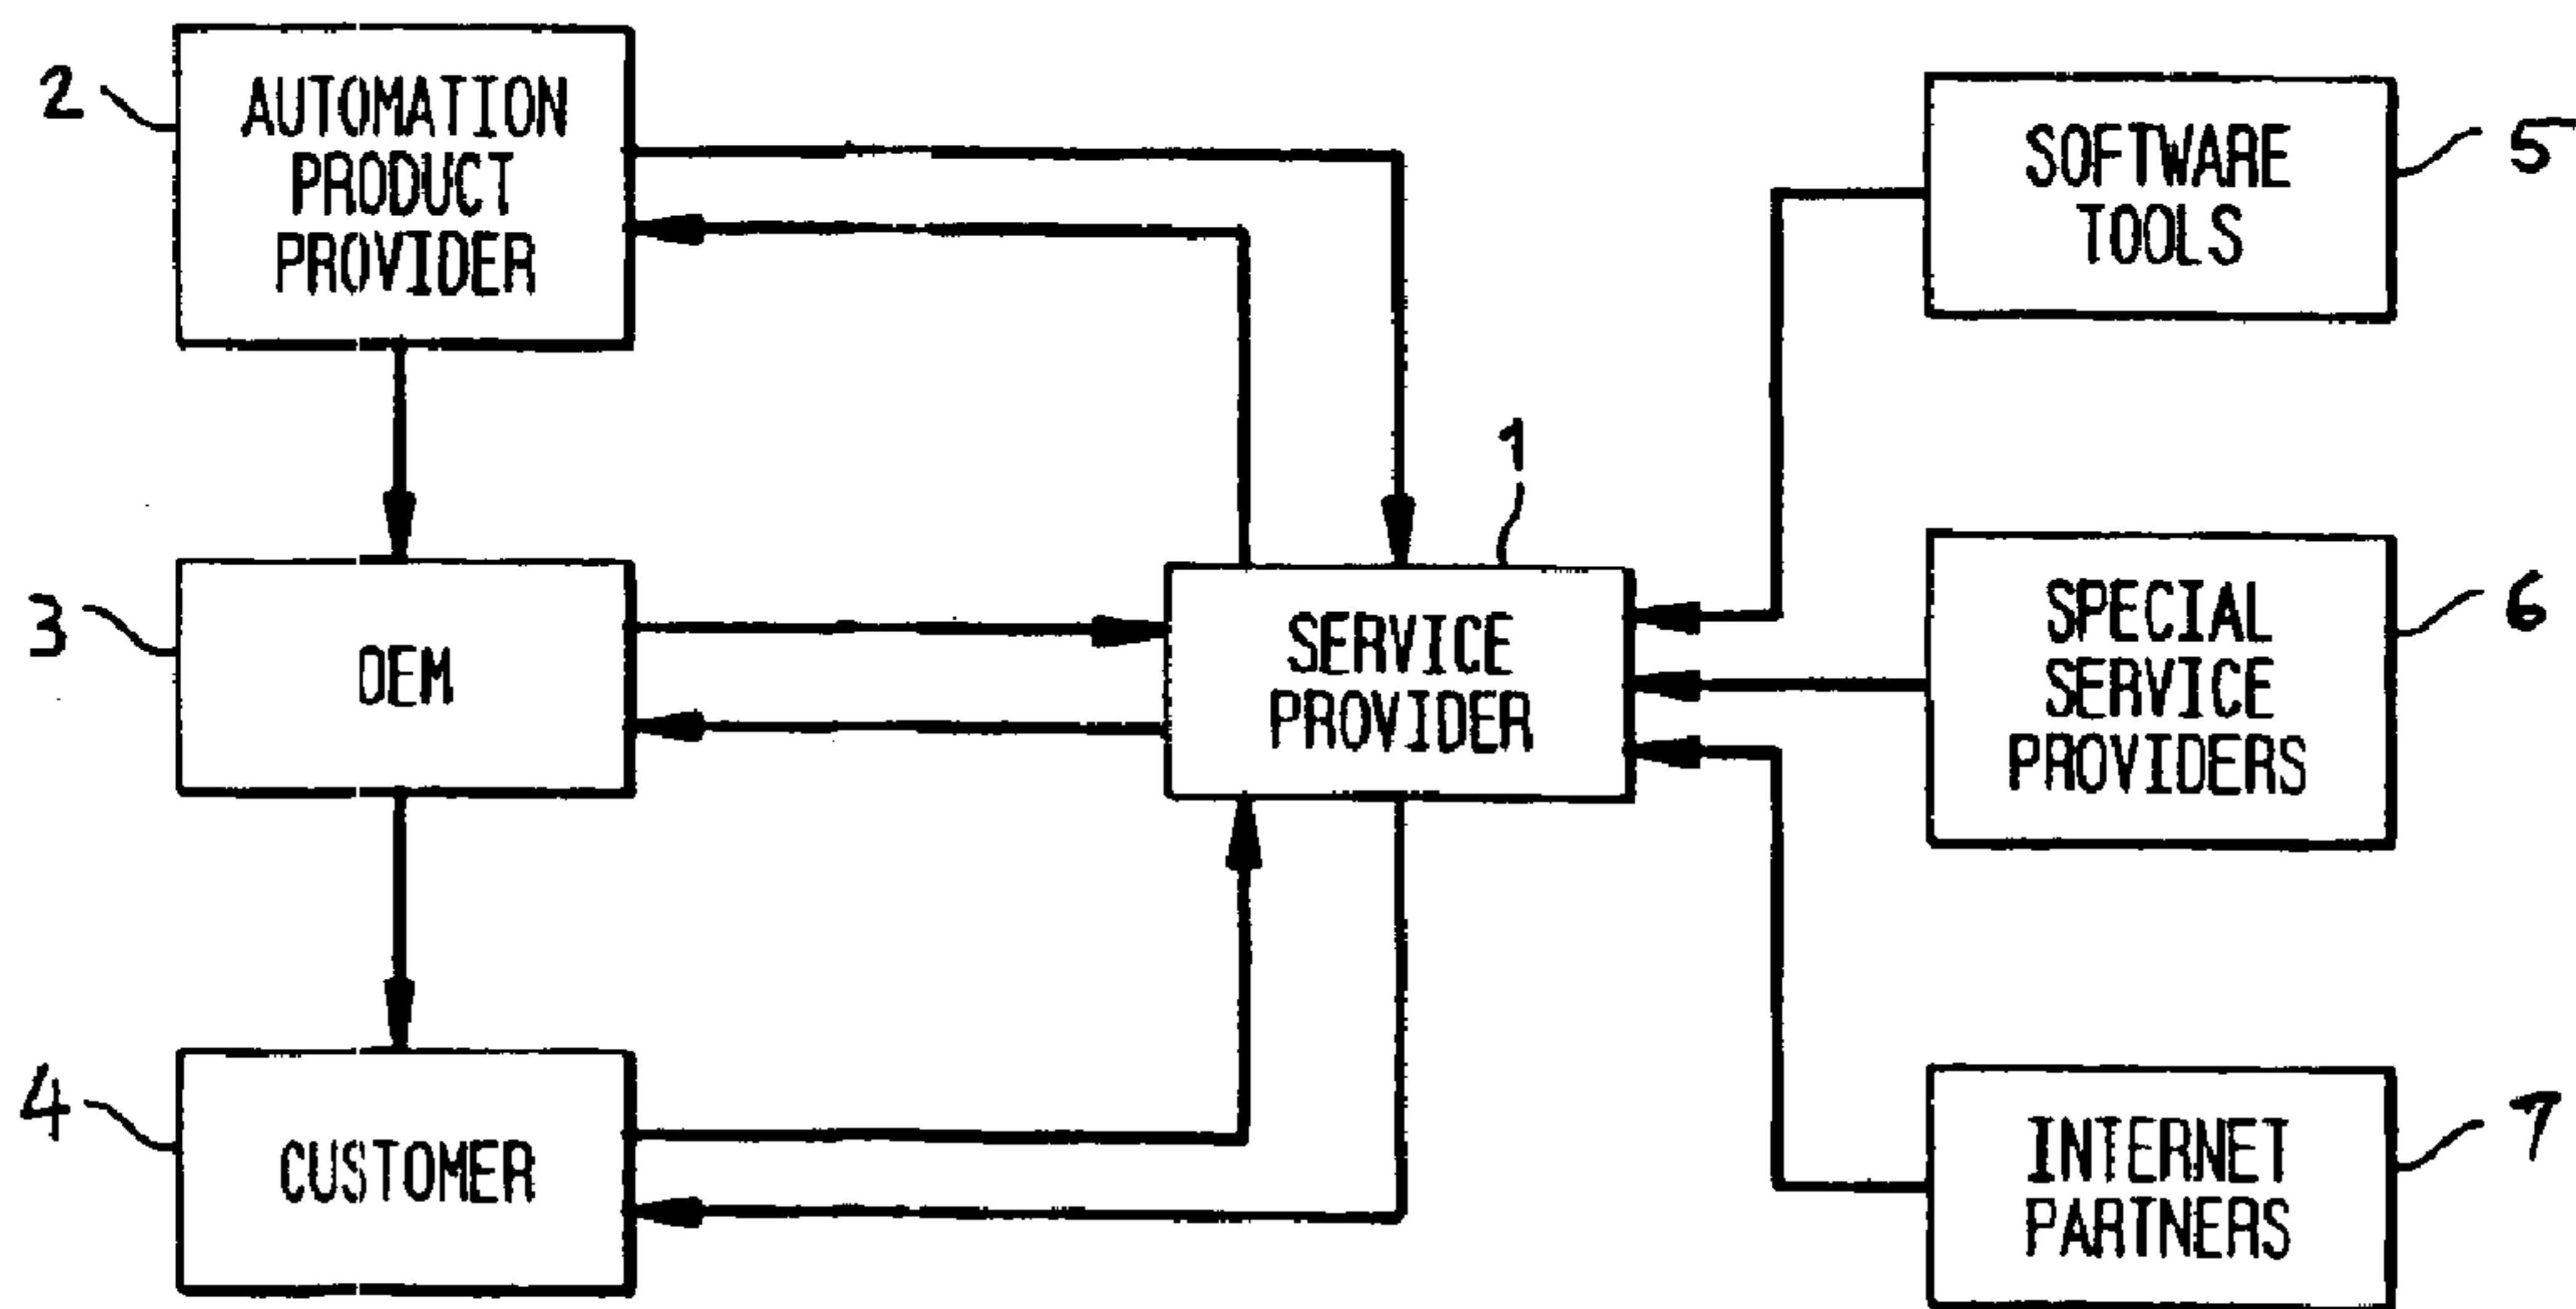 2
AUTOMATION
PRODUCT
PROVIDER
SOFTWARE
TOOLS
5
1
3
OEM
SERVICE
PROVIDER
SPECIAL
SERVICE
PROVIDERS
6
4
CUSTOMER
INTERNET
PARTNERS
7